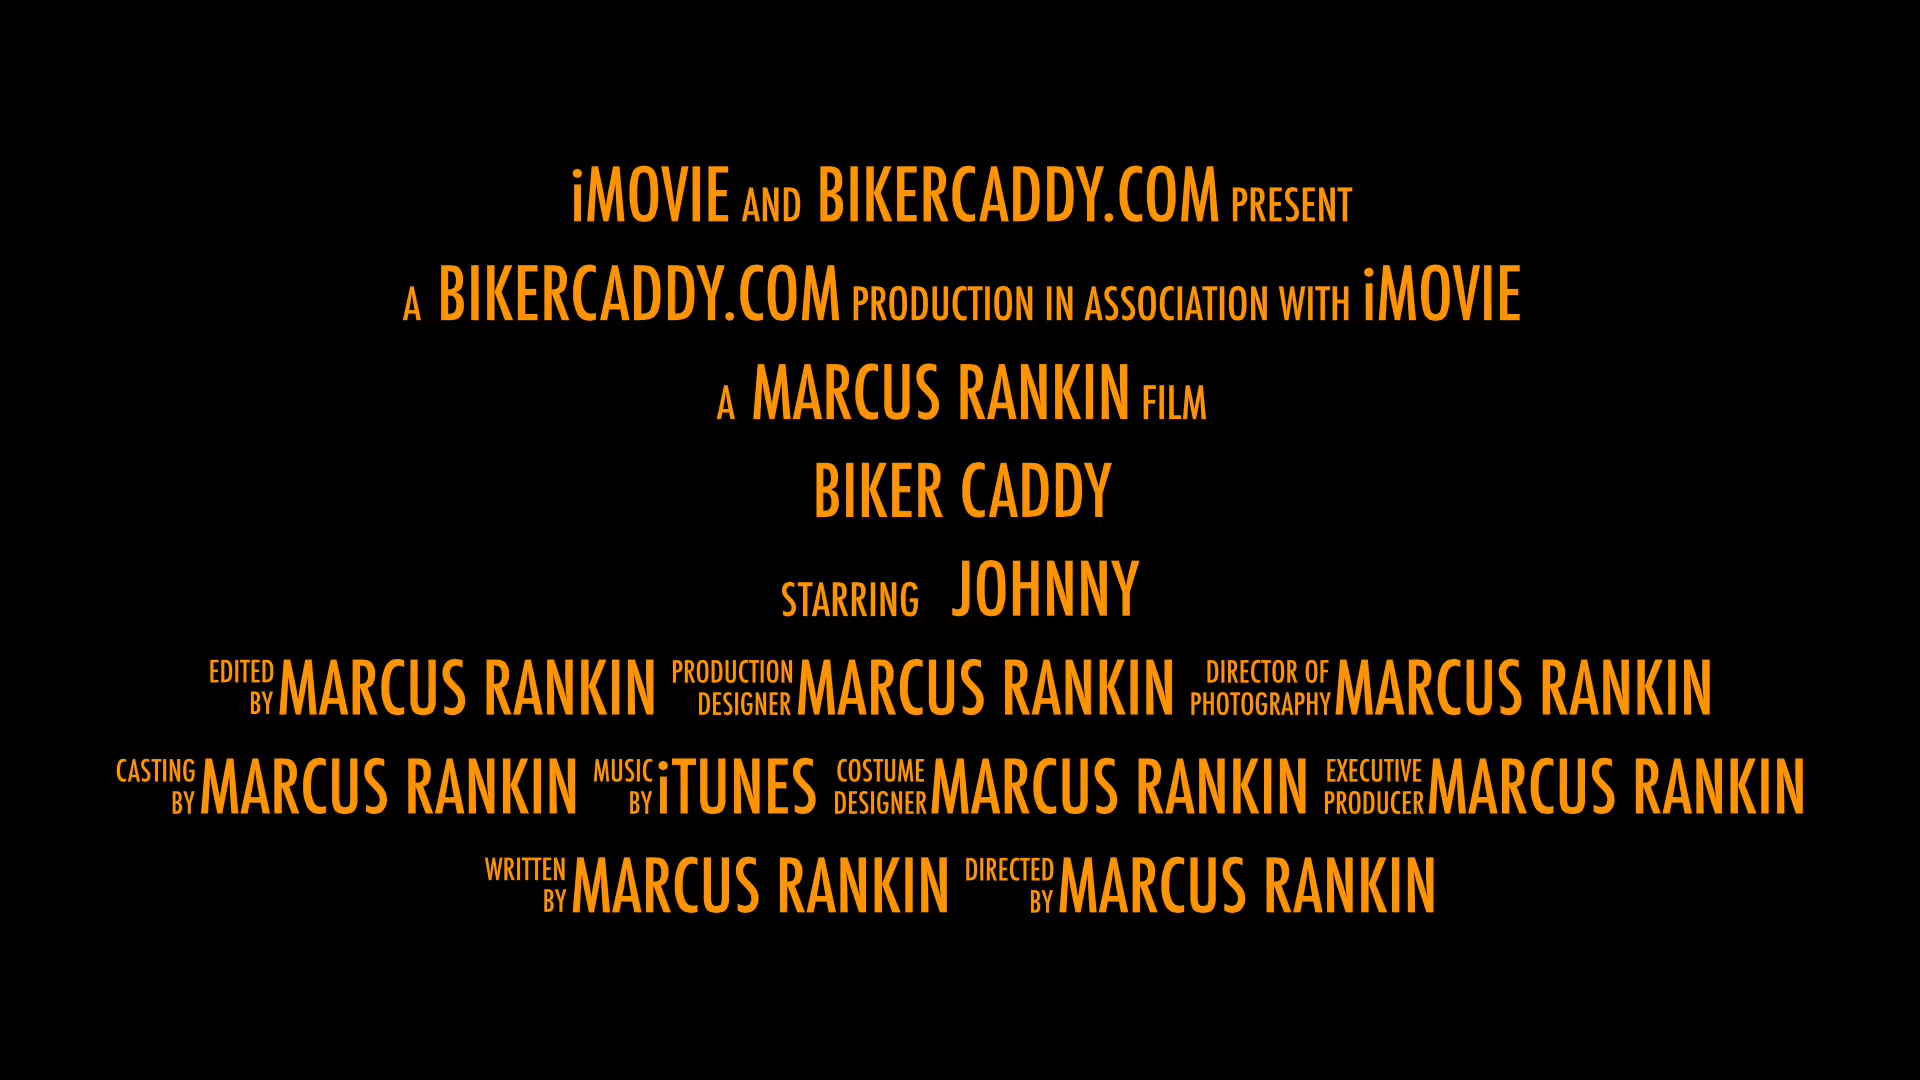 iMOVIE AND BIKERCADDY.COM PRESENT
A BIKERCADDY.COM PRODUCTION IN ASSOCIATION WITH iMOVIE
A MARCUS RANKIN FILM
BIKER CADDY
STARRING JOHNNY
EDITED BY MARCUS RANKIN PRODUCTION DESIGNER MARCUS RANKIN DIRECTOR OF PHOTOGRAPHY MARCUS RANKIN
CASTING BY MARCUS RANKIN MUSIC BY iTUNES COSTUME DESIGNER MARCUS RANKIN EXECUTIVE PRODUCER MARCUS RANKIN
WRITTEN BY MARCUS RANKIN DIRECTED BY MARCUS RANKIN